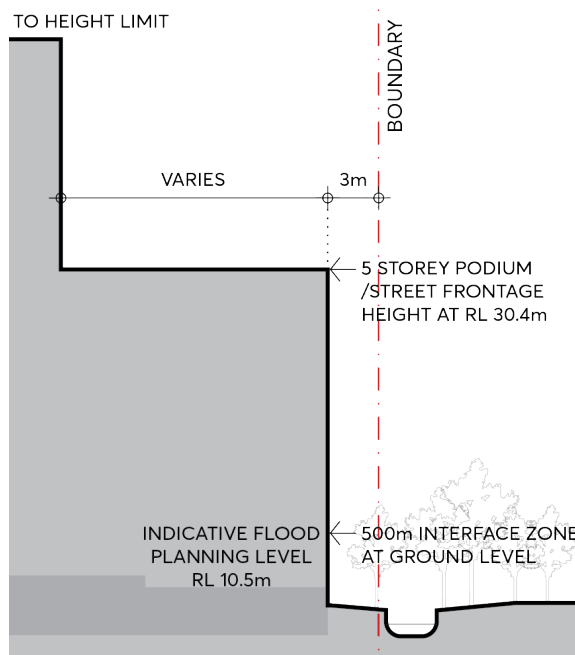 TO HEIGHT LIMIT
BOUNDARY
VARIES
3m
5 STOREY PODIUM
/STREET FRONTAGE
HEIGHT AT RL 30.4m
INDICATIVE FLOOD
PLANNING LEVEL
RL 10.5m
500m INTERFACE ZONE
AT GROUND LEVEL